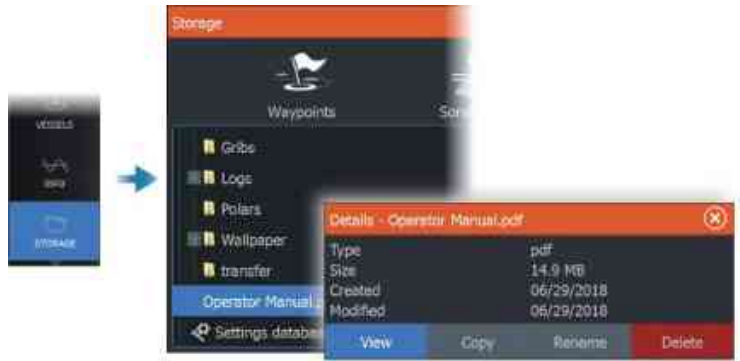 VESSELS
INFO
STORAGE
Storage
Waypoints
Gribs
Logs
Polars
Wallpaper
transfer
Operator Manual
Settings databa
Details - Operator Manual.pdf
Type pdf
Size 14.9 MB
Created 06/29/2018
Modified 06/29/2018
View Copy Rename Delete